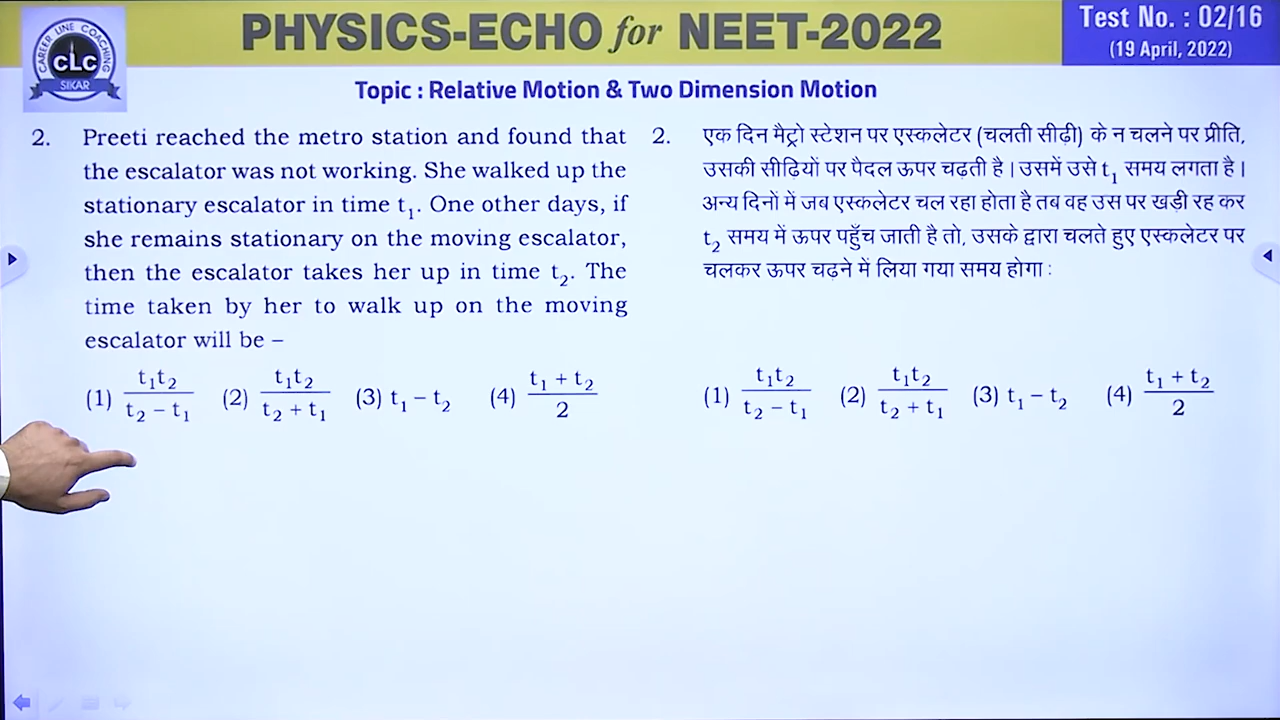 CAREER LINE COACHING
CLC
SIKAR
PHYSICS-ECHO for NEET-2022
Test No. : 02/16
(19 April, 2022)
Topic : Relative Motion & Two Dimension Motion
2. Preeti reached the metro station and found that
the escalator was not working. She walked up the
stationary escalator in time t₁. One other days, if
she remains stationary on the moving escalator,
then the escalator takes her up in time t₂. The
time taken by her to walk up on the moving
escalator will be –
(1) t₁t₂ / t₂ – t₁ (2) t₁t₂ / t₂ + t₁ (3) t₁ – t₂ (4) t₁ + t₂ / 2
2. एक दिन मैट्रो स्टेशन पर एस्कलेटर (चलती सीढ़ी) के न चलने पर प्रीति,
उसकी सीढ़ियों पर पैदल ऊपर चढ़ती है। उसमें उसे t₁ समय लगता है।
अन्य दिनों में जब एस्कलेटर चल रहा होता है तब वह उस पर खड़ी रह कर
t₂ समय में ऊपर पहुँच जाती है तो, उसके द्वारा चलते हुए एस्कलेटर पर
चलकर ऊपर चढ़ने में लिया गया समय होगा :
(1) t₁t₂ / t₂ – t₁ (2) t₁t₂ / t₂ + t₁ (3) t₁ – t₂ (4) t₁ + t₂ / 2